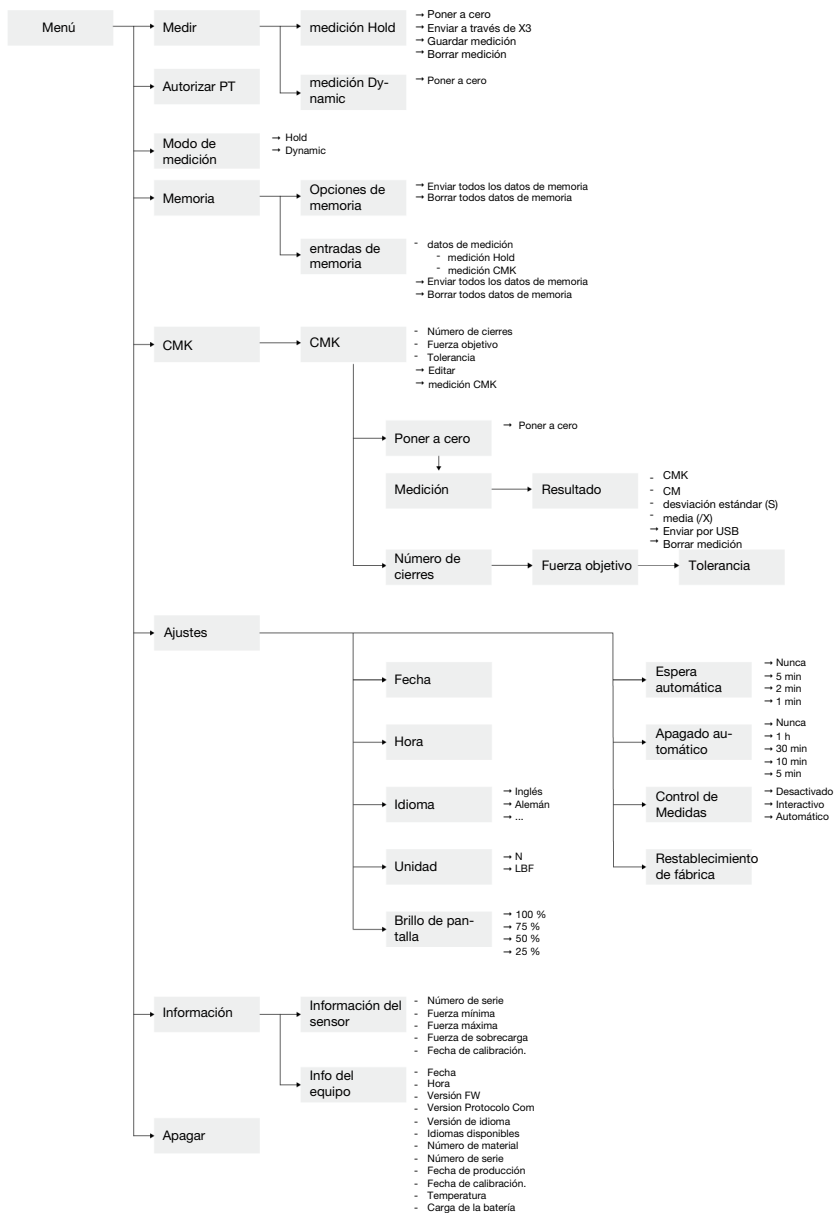 Menú
Medir
medición Hold
→ Poner a cero
→ Enviar a través de X3
→ Guardar medición
→ Borrar medición
medición Dy-
namic
→ Poner a cero
Autorizar PT
Modo de
medición
→ Hold
→ Dynamic
Memoria
Opciones de
memoria
→ Enviar todos los datos de memoria
→ Borrar todos datos de memoria
entradas de
memoria
- datos de medición
- medición Hold
- medición CMK
→ Enviar todos los datos de memoria
→ Borrar todos datos de memoria
CMK
CMK
- Número de cierres
- Fuerza objetivo
- Tolerancia
→ Editar
→ medición CMK
Poner a cero
→ Poner a cero
Medición
Resultado
- CMK
- CM
- desviación estándar (S)
- media (/X)
→ Enviar por USB
→ Borrar medición
Número de
cierres
Fuerza objetivo
Tolerancia
Ajustes
Fecha
Hora
Idioma
→ Inglés
→ Alemán
→ ...
Unidad
→ N
→ LBF
Brillo de pan-
talla
→ 100 %
→ 75 %
→ 50 %
→ 25 %
Espera
automática
→ Nunca
→ 5 min
→ 2 min
→ 1 min
Apagado au-
tomático
→ Nunca
→ 1 h
→ 30 min
→ 10 min
→ 5 min
Control de
Medidas
→ Desactivado
→ Interactivo
→ Automático
Restablecimiento
de fábrica
Información
Información del
sensor
- Número de serie
- Fuerza mínima
- Fuerza máxima
- Fuerza de sobrecarga
- Fecha de calibración.
Info del
equipo
- Fecha
- Hora
- Versión FW
- Version Protocolo Com
- Versión de idioma
- Idiomas disponibles
- Número de material
- Número de serie
- Fecha de producción
- Fecha de calibración.
- Temperatura
- Carga de la batería
Apagar